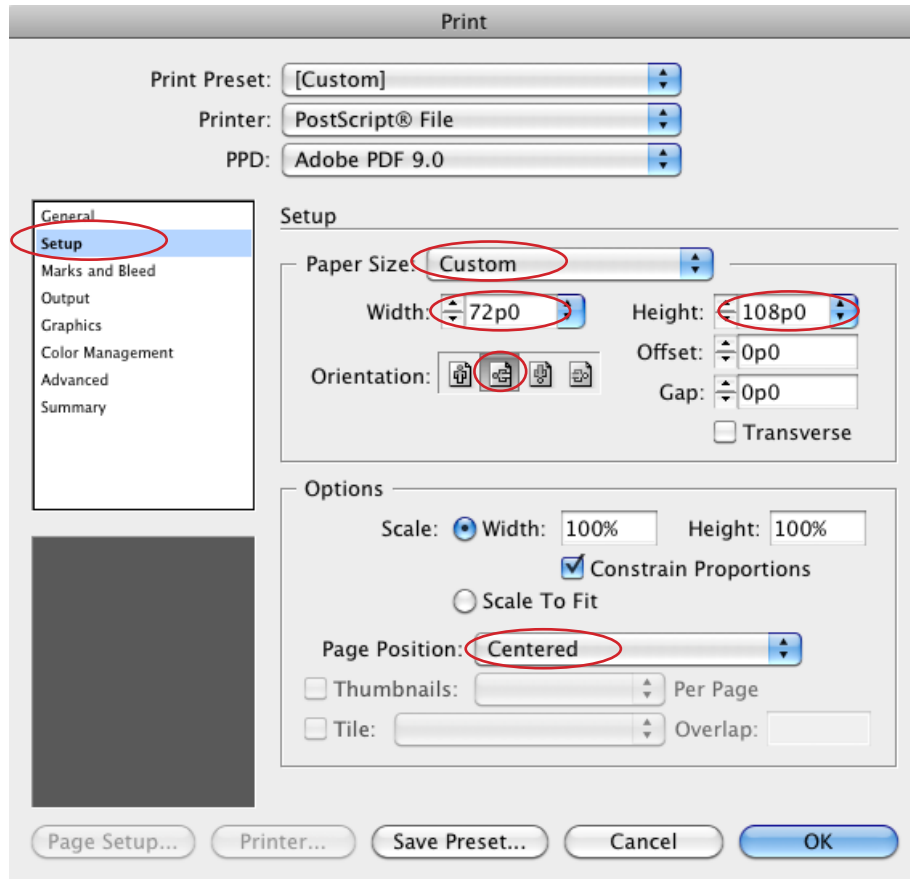 Print
Print Preset: [Custom]
Printer: PostScript® File
PPD: Adobe PDF 9.0
General
Setup
Marks and Bleed
Output
Graphics
Color Management
Advanced
Summary
Setup
Paper Size: Custom
Width: 72p0 Height: 108p0
Orientation: Offset: 0p0
Gap: 0p0
Transverse
Options
Scale: Width: 100% Height: 100%
Constrain Proportions
Scale To Fit
Page Position: Centered
Thumbnails: Per Page
Tile: Overlap:
Page Setup... Printer... Save Preset... Cancel OK